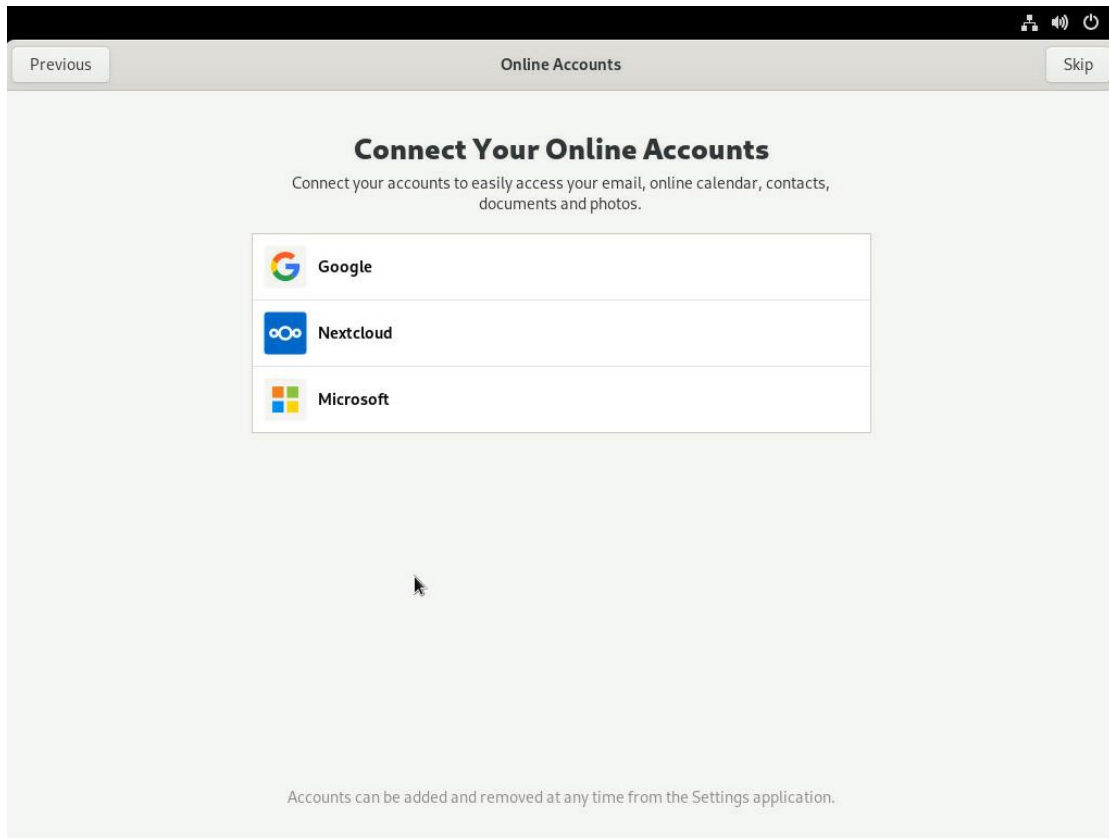 Previous
Online Accounts
Skip
Connect Your Online Accounts
Connect your accounts to easily access your email, online calendar, contacts,
documents and photos.
Google
Nextcloud
Microsoft
Accounts can be added and removed at any time from the Settings application.